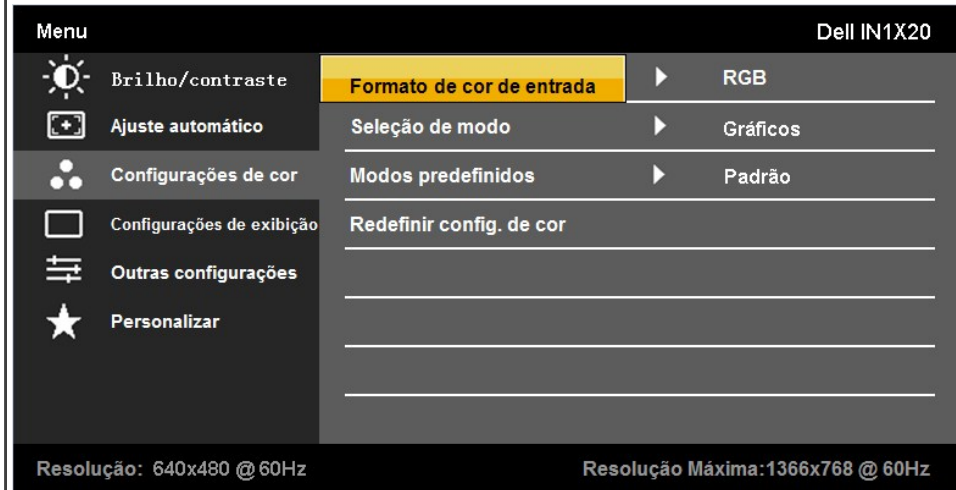 Menu Dell IN1X20
Brilho/contraste Formato de cor de entrada RGB
Ajuste automático Seleção de modo Gráficos
Configurações de cor Modos predefinidos Padrão
Configurações de exibição Redefinir config. de cor
Outras configurações
Personalizar
Resolução: 640x480 @ 60Hz Resolução Máxima:1366x768 @ 60Hz